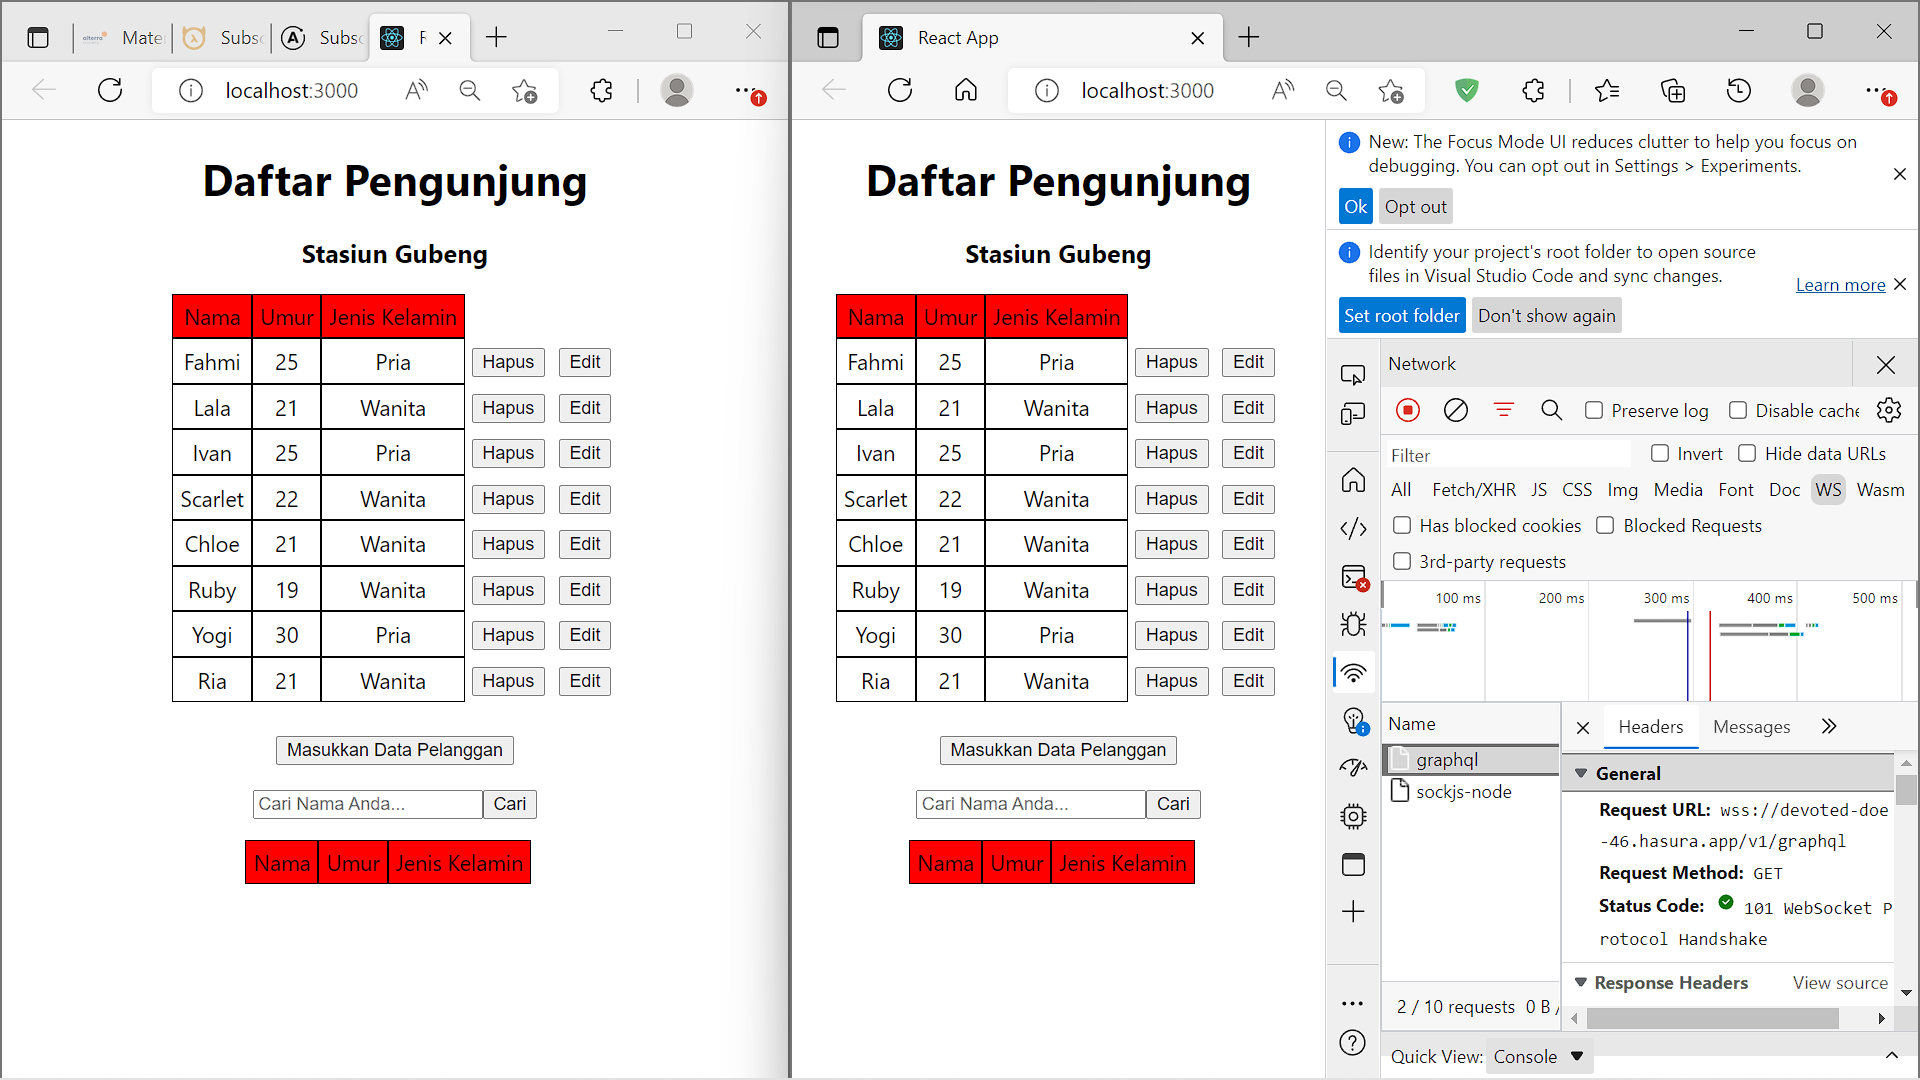 Mate
Subs
Subsc
localhost:3000
Daftar Pengunjung
Stasiun Gubeng
Nama Umur Jenis Kelamin
Fahmi 25 Pria Hapus Edit
Lala 21 Wanita Hapus Edit
Ivan 25 Pria Hapus Edit
Scarlet 22 Wanita Hapus Edit
Chloe 21 Wanita Hapus Edit
Ruby 19 Wanita Hapus Edit
Yogi 30 Pria Hapus Edit
Ria 21 Wanita Hapus Edit
Masukkan Data Pelanggan
Cari Nama Anda... Cari
Nama Umur Jenis Kelamin
React App
localhost:3000
Daftar Pengunjung
Stasiun Gubeng
Nama Umur Jenis Kelamin
Fahmi 25 Pria Hapus Edit
Lala 21 Wanita Hapus Edit
Ivan 25 Pria Hapus Edit
Scarlet 22 Wanita Hapus Edit
Chloe 21 Wanita Hapus Edit
Ruby 19 Wanita Hapus Edit
Yogi 30 Pria Hapus Edit
Ria 21 Wanita Hapus Edit
Masukkan Data Pelanggan
Cari Nama Anda... Cari
Nama Umur Jenis Kelamin
New: The Focus Mode UI reduces clutter to help you focus on
debugging. You can opt out in Settings > Experiments.
Ok Opt out
Identify your project's root folder to open source
files in Visual Studio Code and sync changes.
Learn more
Set root folder Don't show again
Network
Preserve log Disable cache
Filter Invert Hide data URLs
All Fetch/XHR JS CSS Img Media Font Doc WS Wasm
Has blocked cookies Blocked Requests
3rd-party requests
100 ms 200 ms 300 ms 400 ms 500 ms
Name
graphql
sockjs-node
2 / 10 requests 0 B /
Headers Messages
General
Request URL: wss://devoted-doe
-46.hasura.app/v1/graphql
Request Method: GET
Status Code: 101 WebSocket P
rotocol Handshake
Response Headers View source
Quick View: Console